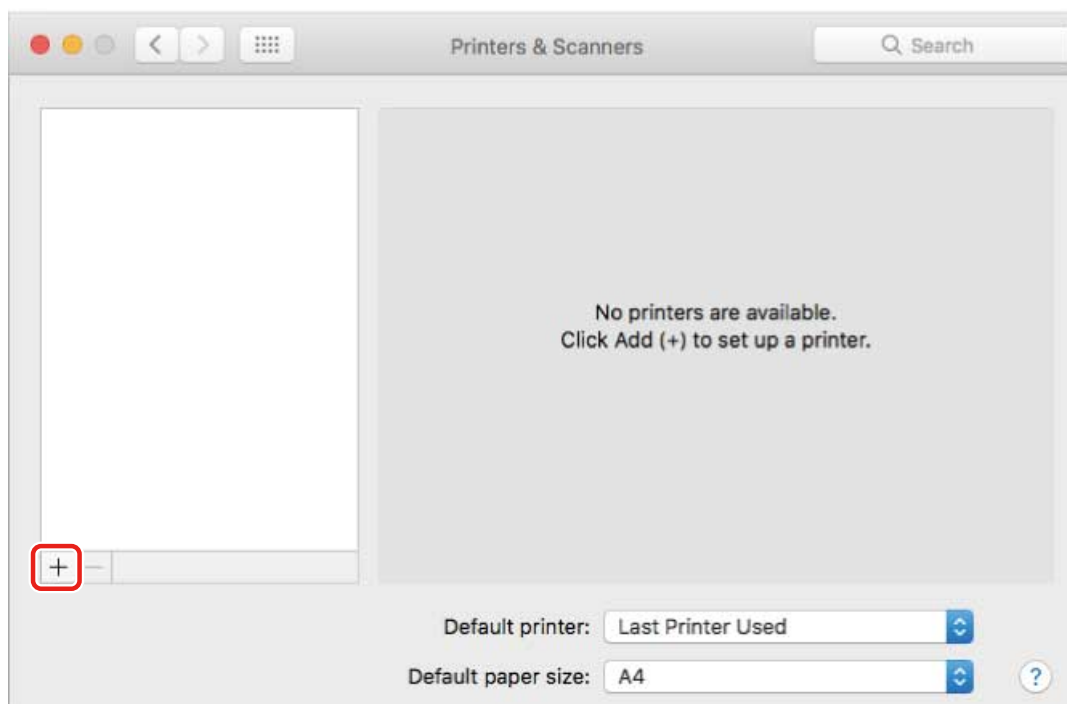 Printers & Scanners
Search
No printers are available.
Click Add (+) to set up a printer.
+
−
Default printer: Last Printer Used
Default paper size: A4
?